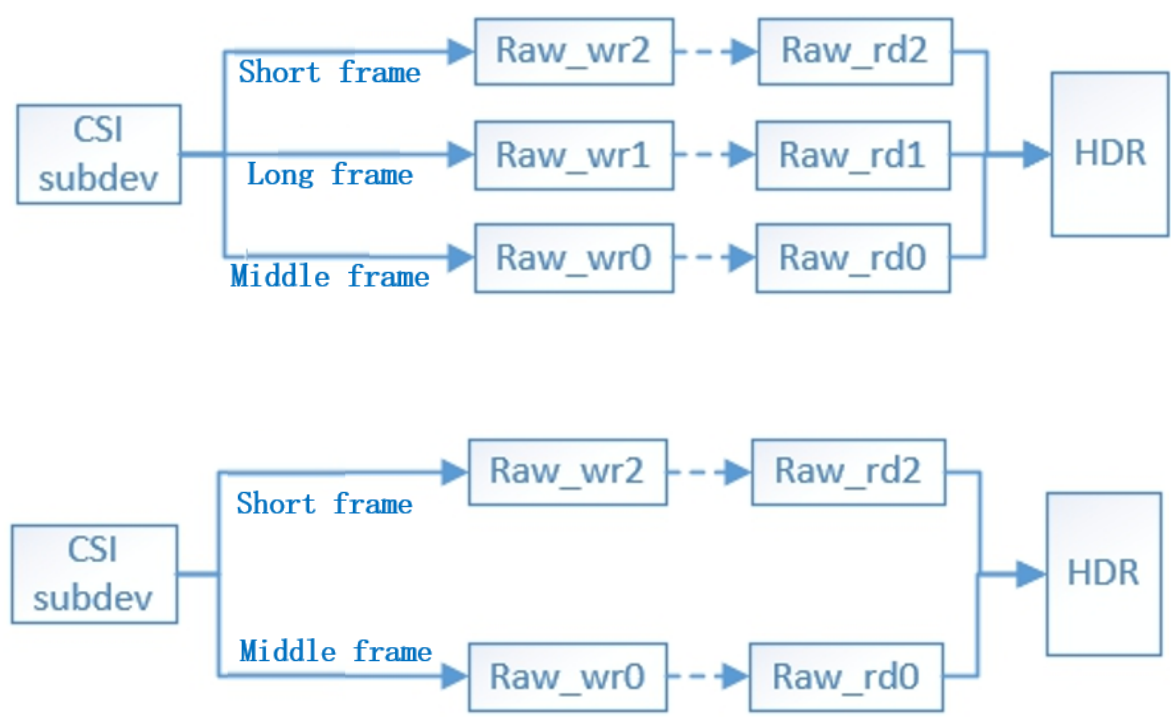 Raw_wr2
Raw_rd2
Short frame
CSI
subdev
Raw_wr1
Raw_rd1
HDR
Long frame
Raw_wr0
Raw_rd0
Middle frame
Raw_wr2
Raw_rd2
Short frame
CSI
subdev
HDR
Middle frame
Raw_wr0
Raw_rd0